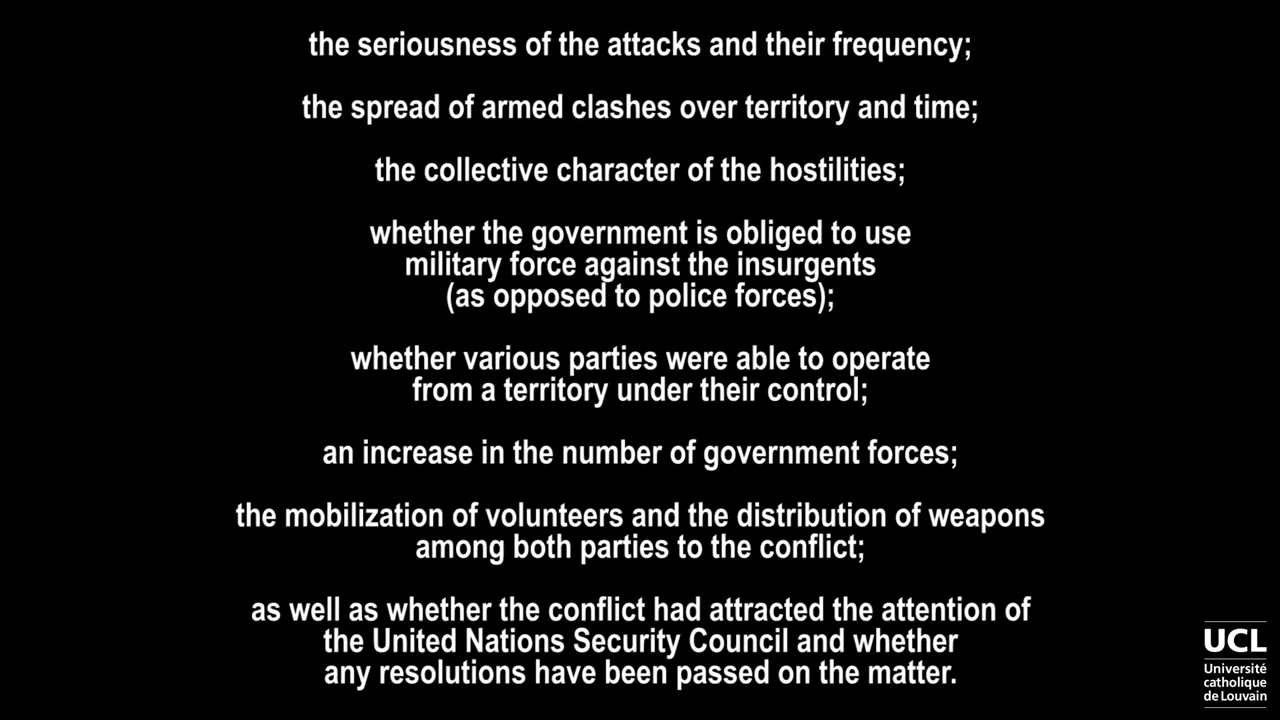 the seriousness of the attacks and their frequency;
the spread of armed clashes over territory and time;
the collective character of the hostilities;
whether the government is obliged to use
military force against the insurgents
(as opposed to police forces);
whether various parties were able to operate
from a territory under their control;
an increase in the number of government forces;
the mobilization of volunteers and the distribution of weapons
among both parties to the conflict;
as well as whether the conflict had attracted the attention of
the United Nations Security Council and whether
any resolutions have been passed on the matter.
UCL
Université
catholique
de Louvain